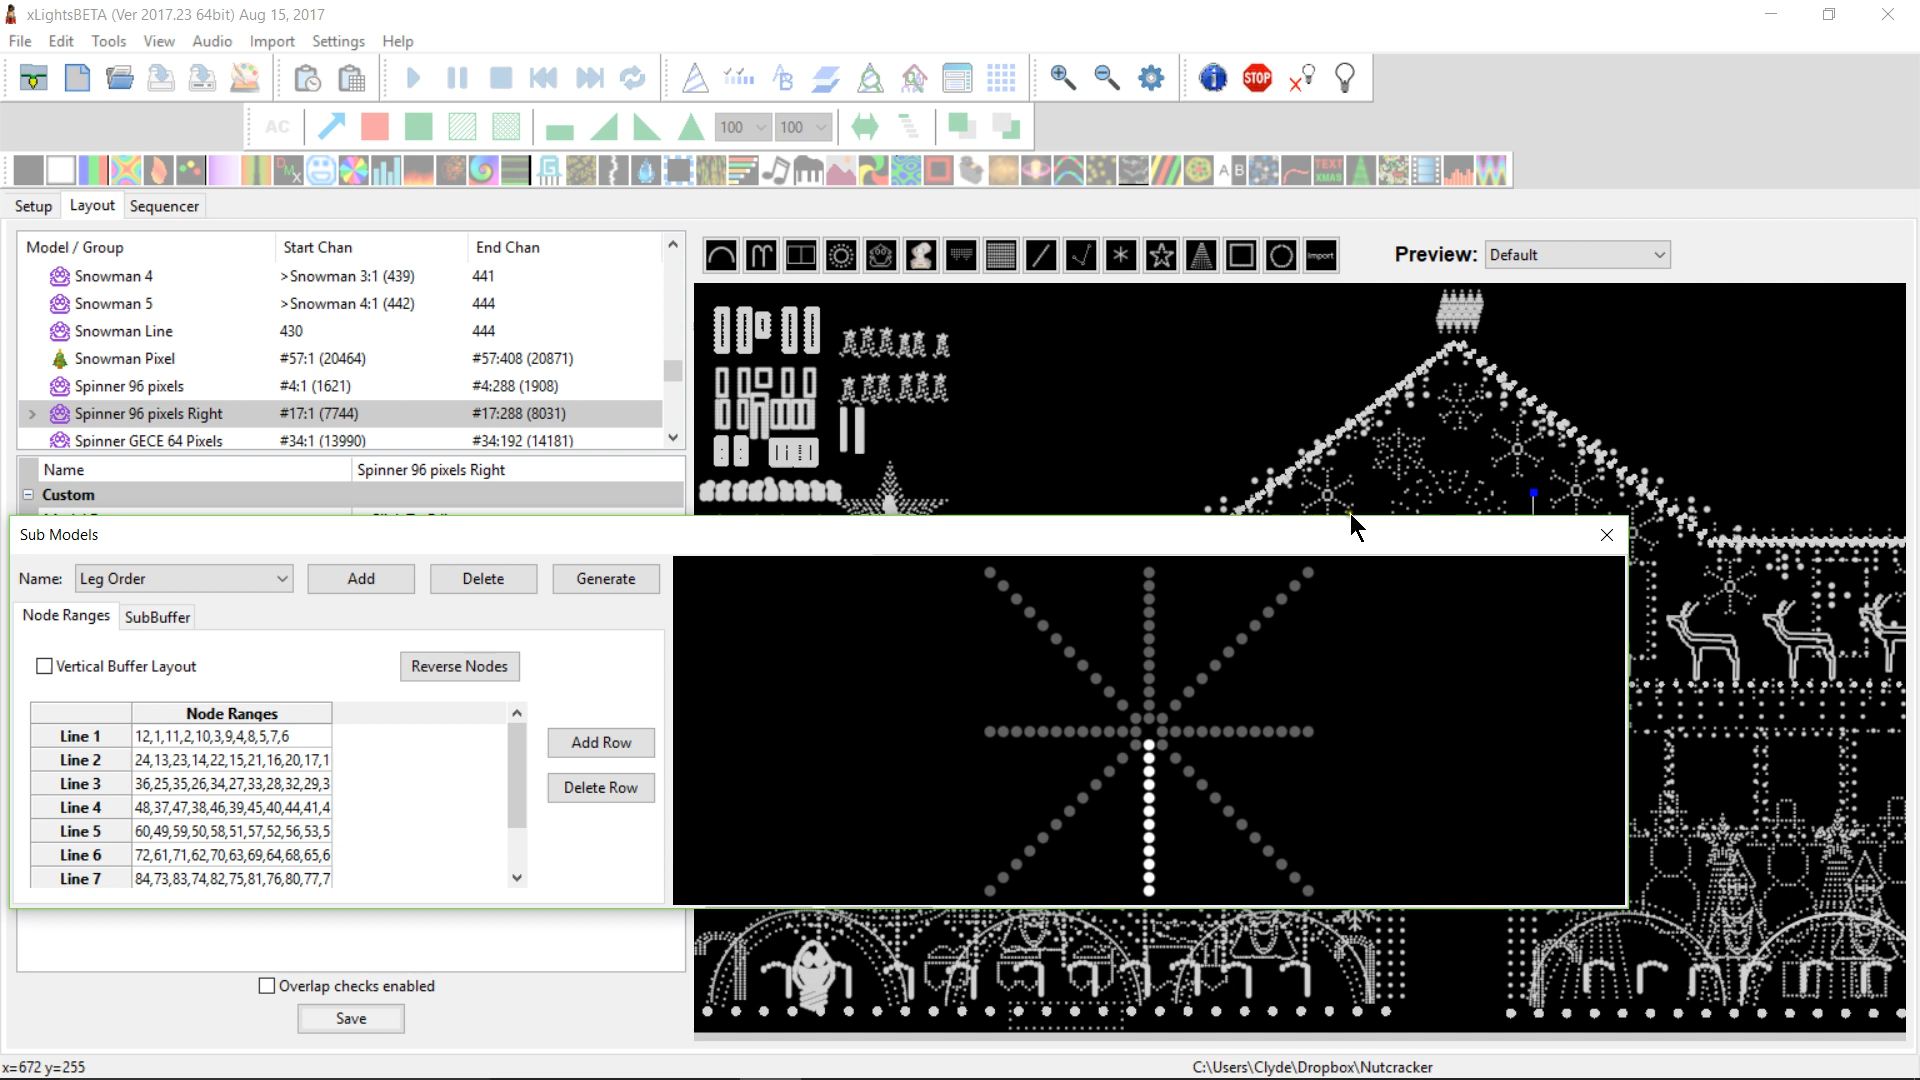 xLightsBETA (Ver 2017.23 64bit) Aug 15, 2017
File Edit Tools View Audio Import Settings Help
AC 100 100
DMX
A B TEXT XMAS
Setup Layout Sequencer
Model / Group Start Chan End Chan
Snowman 4 >Snowman 3:1 (439) 441
Snowman 5 >Snowman 4:1 (442) 444
Snowman Line 430 444
Snowman Pixel #57:1 (20464) #57:408 (20871)
Spinner 96 pixels #4:1 (1621) #4:288 (1908)
Spinner 96 pixels Right #17:1 (7744) #17:288 (8031)
Spinner GECE 64 Pixels #34:1 (13990) #34:192 (14181)
Import
Preview: Default
STOP
Name Spinner 96 pixels Right
Custom
Sub Models
Name: Leg Order Add Delete Generate
Node Ranges SubBuffer
Vertical Buffer Layout Reverse Nodes
Node Ranges
Line 1 12,1,11,2,10,3,9,4,8,5,7,6
Line 2 24,13,23,14,22,15,21,16,20,17,1
Line 3 36,25,35,26,34,27,33,28,32,29,3
Line 4 48,37,47,38,46,39,45,40,44,41,4
Line 5 60,49,59,50,58,51,57,52,56,53,5
Line 6 72,61,71,62,70,63,69,64,68,65,6
Line 7 84,73,83,74,82,75,81,76,80,77,7
Add Row
Delete Row
Overlap checks enabled
Save
x=672 y=255 C:\Users\Clyde\Dropbox\Nutcracker